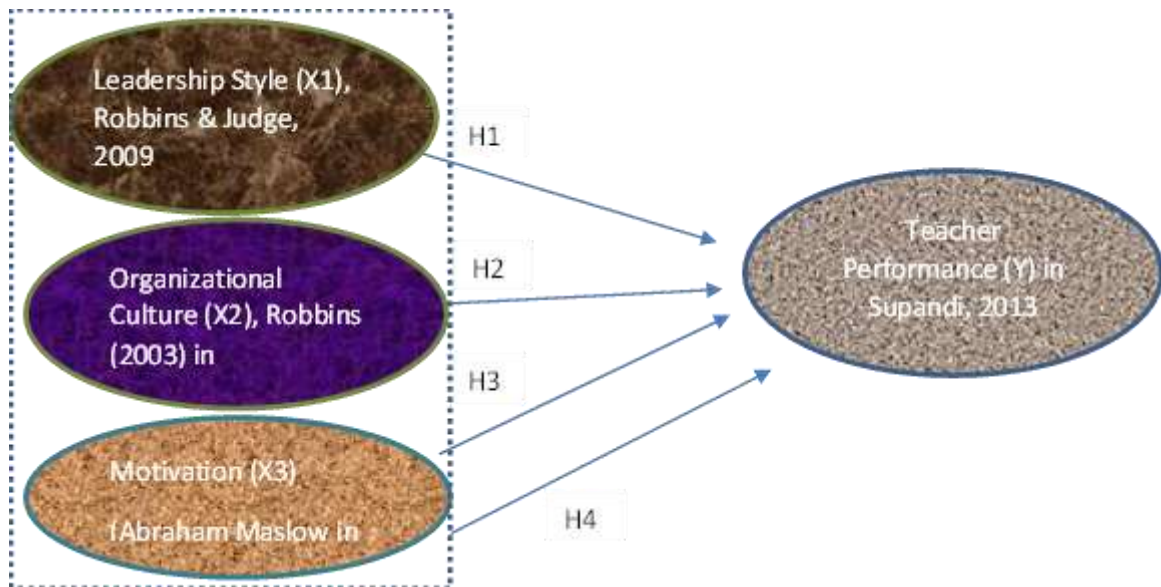 Leadership Style (X1),
Robbins & Judge,
2009
H1
Organizational
Culture (X2), Robbins
(2003) in
H2
H3
Motivation (X3)
(Abraham Maslow in
H4
Teacher
Performance (Y) in
Supandi, 2013